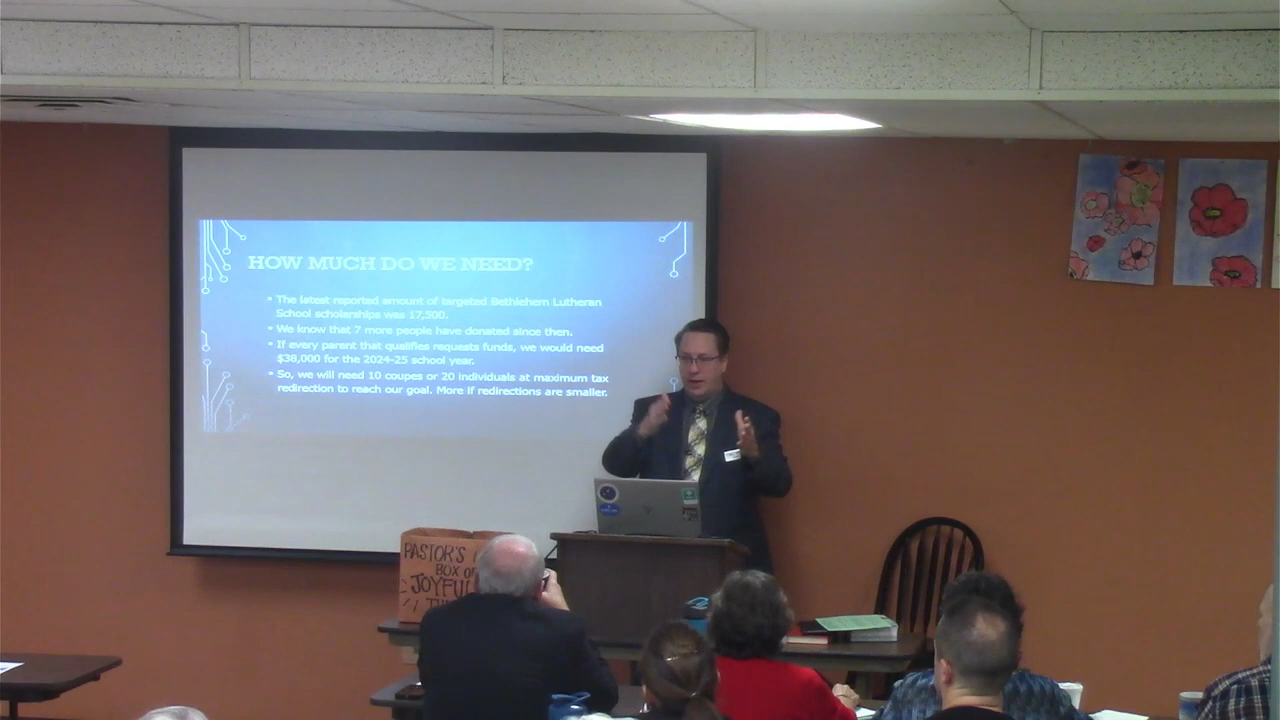 HOW MUCH DO WE NEED?
▪ The latest reported amount of targeted Bethlehem Lutheran
School scholarships was 17,500.
▪ We know that 7 more people have donated since then.
▪ If every parent that qualifies requests funds, we would need
$38,000 for the 2024-25 school year.
▪ So, we will need 10 coupes or 20 individuals at maximum tax
redirection to reach our goal. More if redirections are smaller.
PASTOR'S
BOX OF
JOYFUL